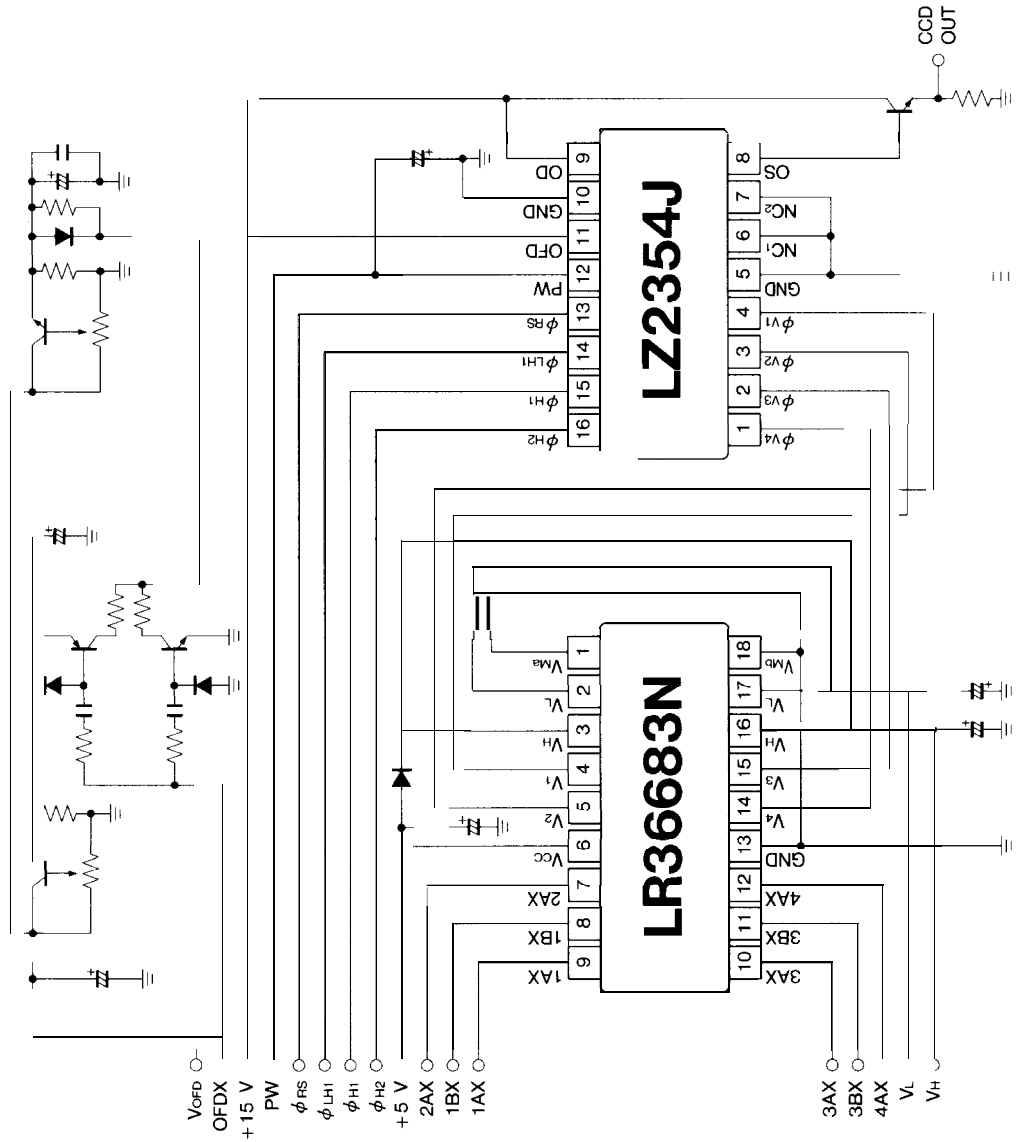 VOFD
OFDX
+15 V
PW
φRS
φLH1
φH1
φH2
+5 V
2AX
1BX
1AX
3AX
3BX
4AX
VL
VH
LR36683N
1 VMa
2 VL
3 VH
4 V1
5 V2
6 VCC
7 2AX
8 1BX
9 1AX
10 3AX
11 3BX
12 4AX
13 GND
14 V4
15 V3
16 VH
17 VL
18 VMb
LZ2354J
1 φV4
2 φV3
3 φV2
4 φV1
5 GND
6 NC1
7 NC2
8 OS
9 OD
10 GND
11 OFD
12 PW
13 φRS
14 φLH1
15 φH1
16 φH2
CCD
OUT
+
+
+
+
+
+
+